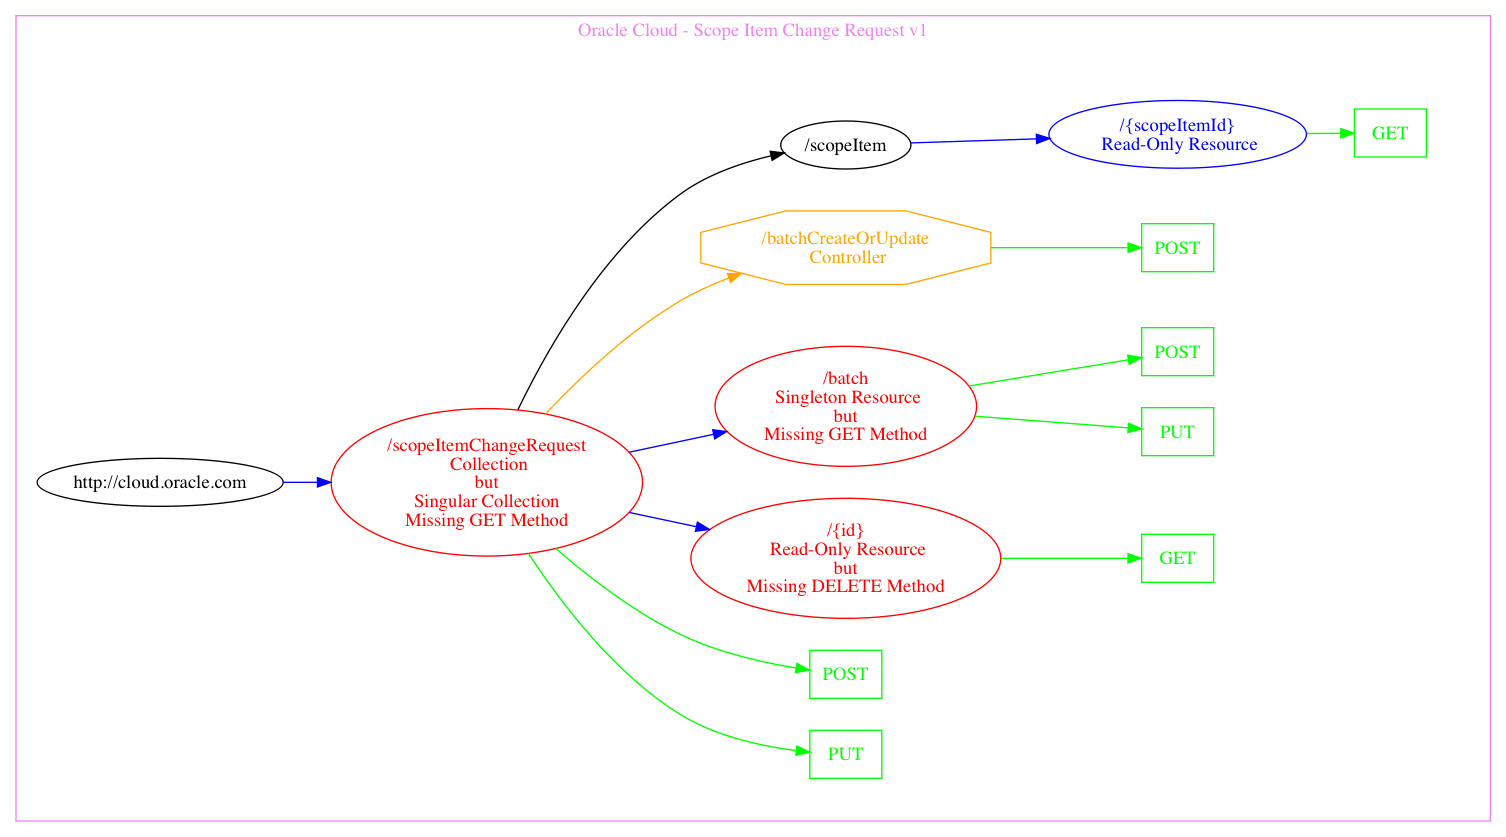 Oracle Cloud - Scope Item Change Request v1
/scopeItem
/{scopeItemId}
Read-Only Resource
GET
/batchCreateOrUpdate
Controller
POST
/batch
Singleton Resource
but
Missing GET Method
POST
PUT
http://cloud.oracle.com
/scopeItemChangeRequest
Collection
but
Singular Collection
Missing GET Method
/{id}
Read-Only Resource
but
Missing DELETE Method
GET
POST
PUT